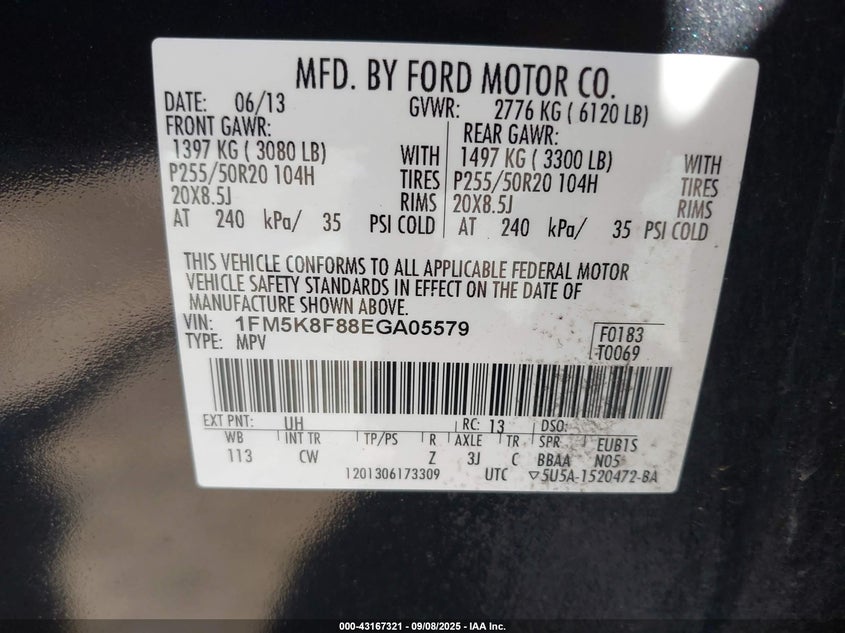 MFD. BY FORD MOTOR CO.
DATE: 06/13 GVWR: 2776 KG ( 6120 LB)
FRONT GAWR: REAR GAWR:
1397 KG ( 3080 LB) WITH 1497 KG ( 3300 LB) WITH
P255/50R20 104H TIRES P255/50R20 104H TIRES
20X8.5J RIMS 20X8.5J RIMS
AT 240 kPa/ 35 PSI COLD AT 240 kPa/ 35 PSI COLD
THIS VEHICLE CONFORMS TO ALL APPLICABLE FEDERAL MOTOR
VEHICLE SAFETY STANDARDS IN EFFECT ON THE DATE OF
MANUFACTURE SHOWN ABOVE.
VIN: 1FM5K8F88EGA05579 F0183
TYPE: MPV T0069
EXT PNT: UH RC: 13 DSO:
WB INT TR TP/PS R AXLE TR SPR EUB1S
113 CW Z 3J C BBAA N05
1201306173309 UTC ▽5U5A-1520472-BA
000-43167321 - 09/08/2025 - IAA Inc.